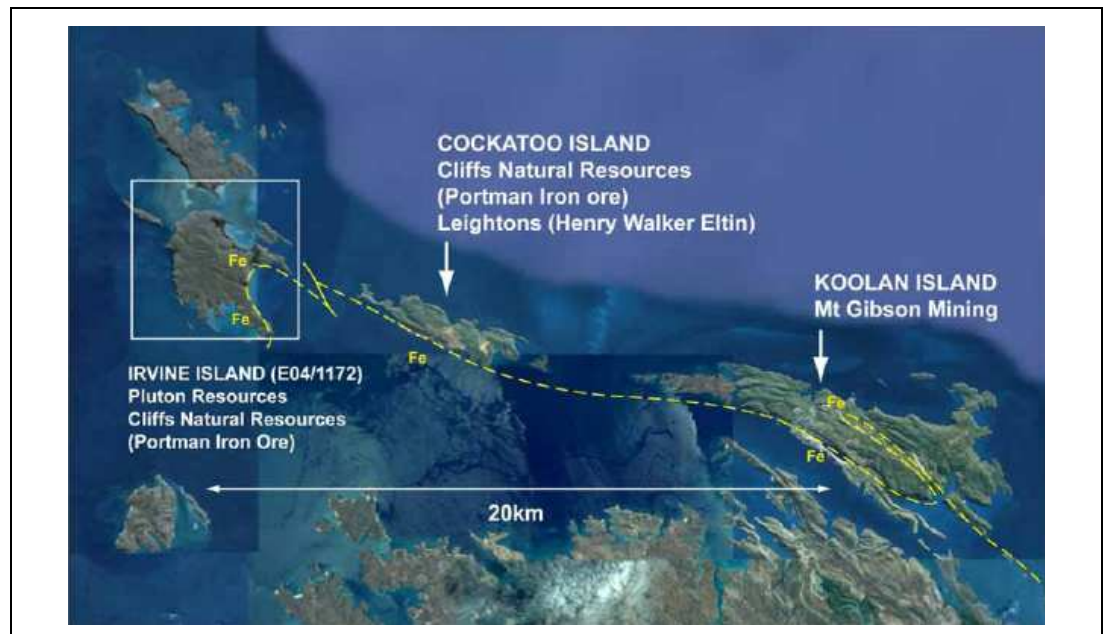 COCKATOO ISLAND
Cliffs Natural Resources
(Portman Iron ore)
Leightons (Henry Walker Eltin)
KOOLAN ISLAND
Mt Gibson Mining
Fe
Fe
Fe
Fe
Fe
IRVINE ISLAND (E04/1172)
Pluton Resources
Cliffs Natural Resources
(Portman Iron Ore)
20km